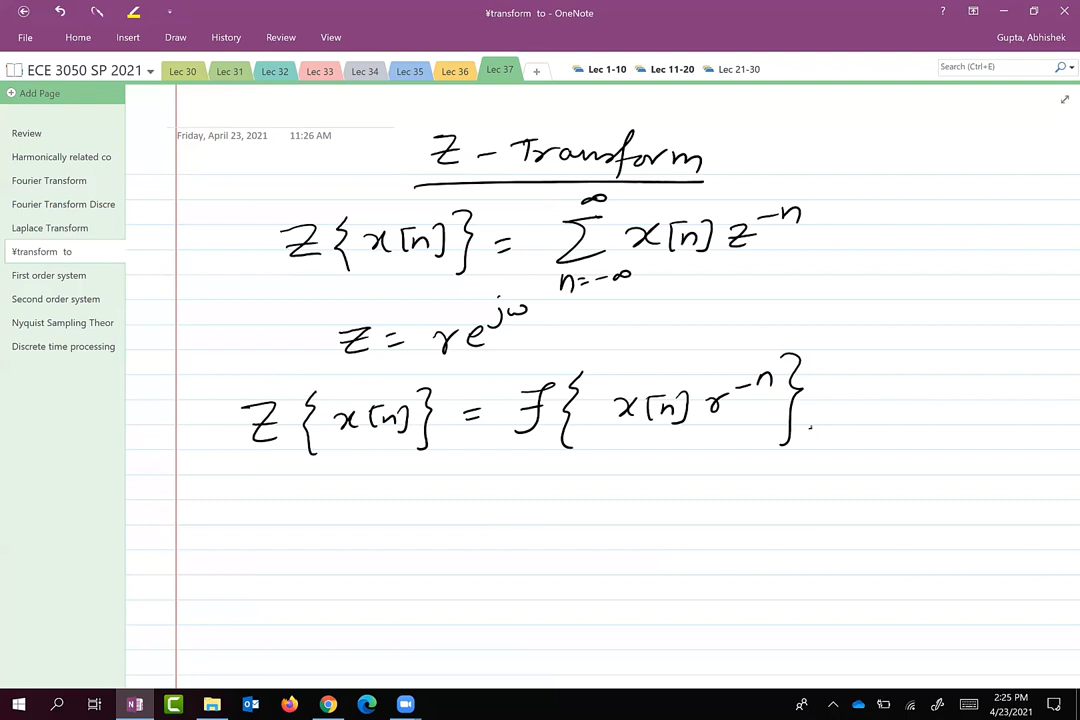 ¥transform to - OneNote
File Home Insert Draw History Review View
Gupta, Abhishek
ECE 3050 SP 2021 Lec 30 Lec 31 Lec 32 Lec 33 Lec 34 Lec 35 Lec 36 Lec 37 Lec 1-10 Lec 11-20 Lec 21-30
Search (Ctrl+E)
Add Page
Review
Harmonically related co
Fourier Transform
Fourier Transform Discre
Laplace Transform
¥transform to
First order system
Second order system
Nyquist Sampling Theor
Discrete time processing
Friday, April 23, 2021 11:26 AM
Z - Transform
Z{x[n]} = ∑_{n=-∞}^{∞} x[n] z^{-n}
z = re^{jω}
Z{x[n]} = F{x[n] r^{-n}}.
2:25 PM
4/23/2021